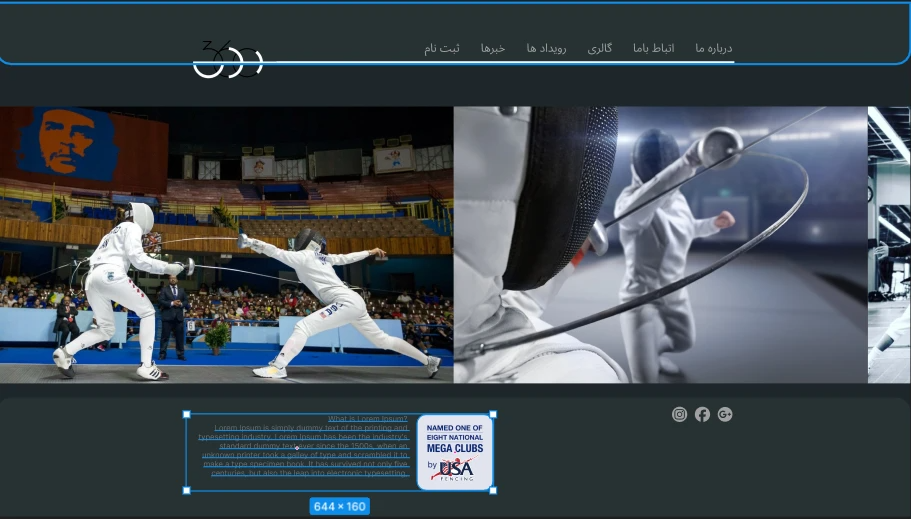 360
درباره ما
اتباط باما
گالری
رویداد ها
خبرها
ثبت نام
What is Lorem Ipsum?
Lorem Ipsum is simply dummy text of the printing and
typesetting industry. Lorem Ipsum has been the industry's
standard dummy text ever since the 1500s, when an
unknown printer took a galley of type and scrambled it to
make a type specimen book. It has survived not only five
centuries, but also the leap into electronic typesetting,
NAMED ONE OF
EIGHT NATIONAL
MEGA CLUBS
by USA
FENCING
644 × 160